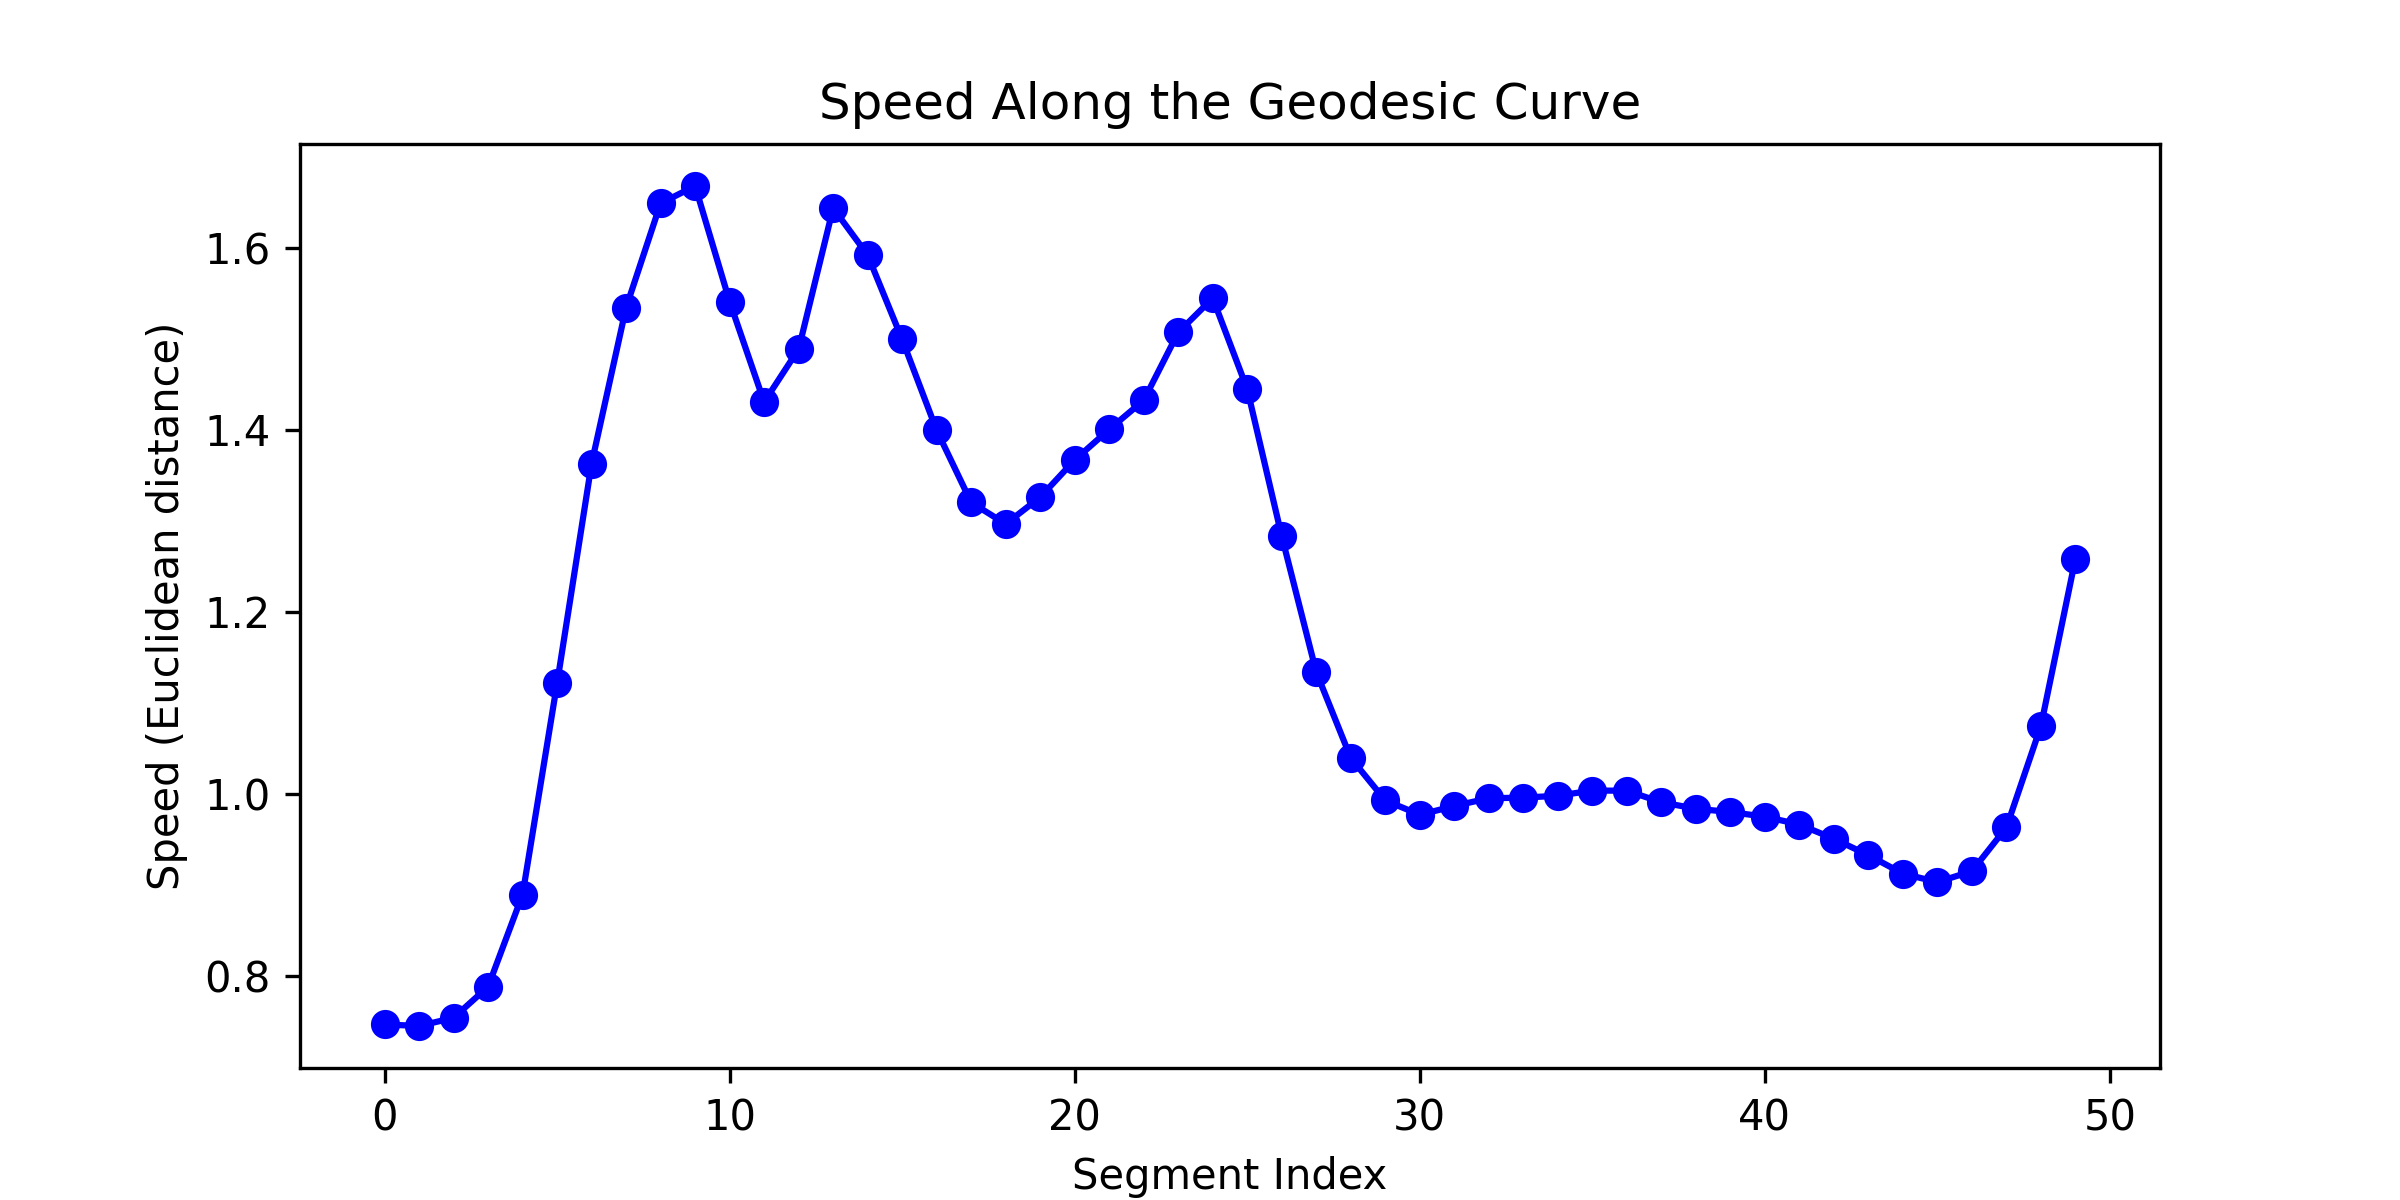 Speed Along the Geodesic Curve
Speed (Euclidean distance)
1.6
1.4
1.2
1.0
0.8
0 10 20 30 40 50
Segment Index